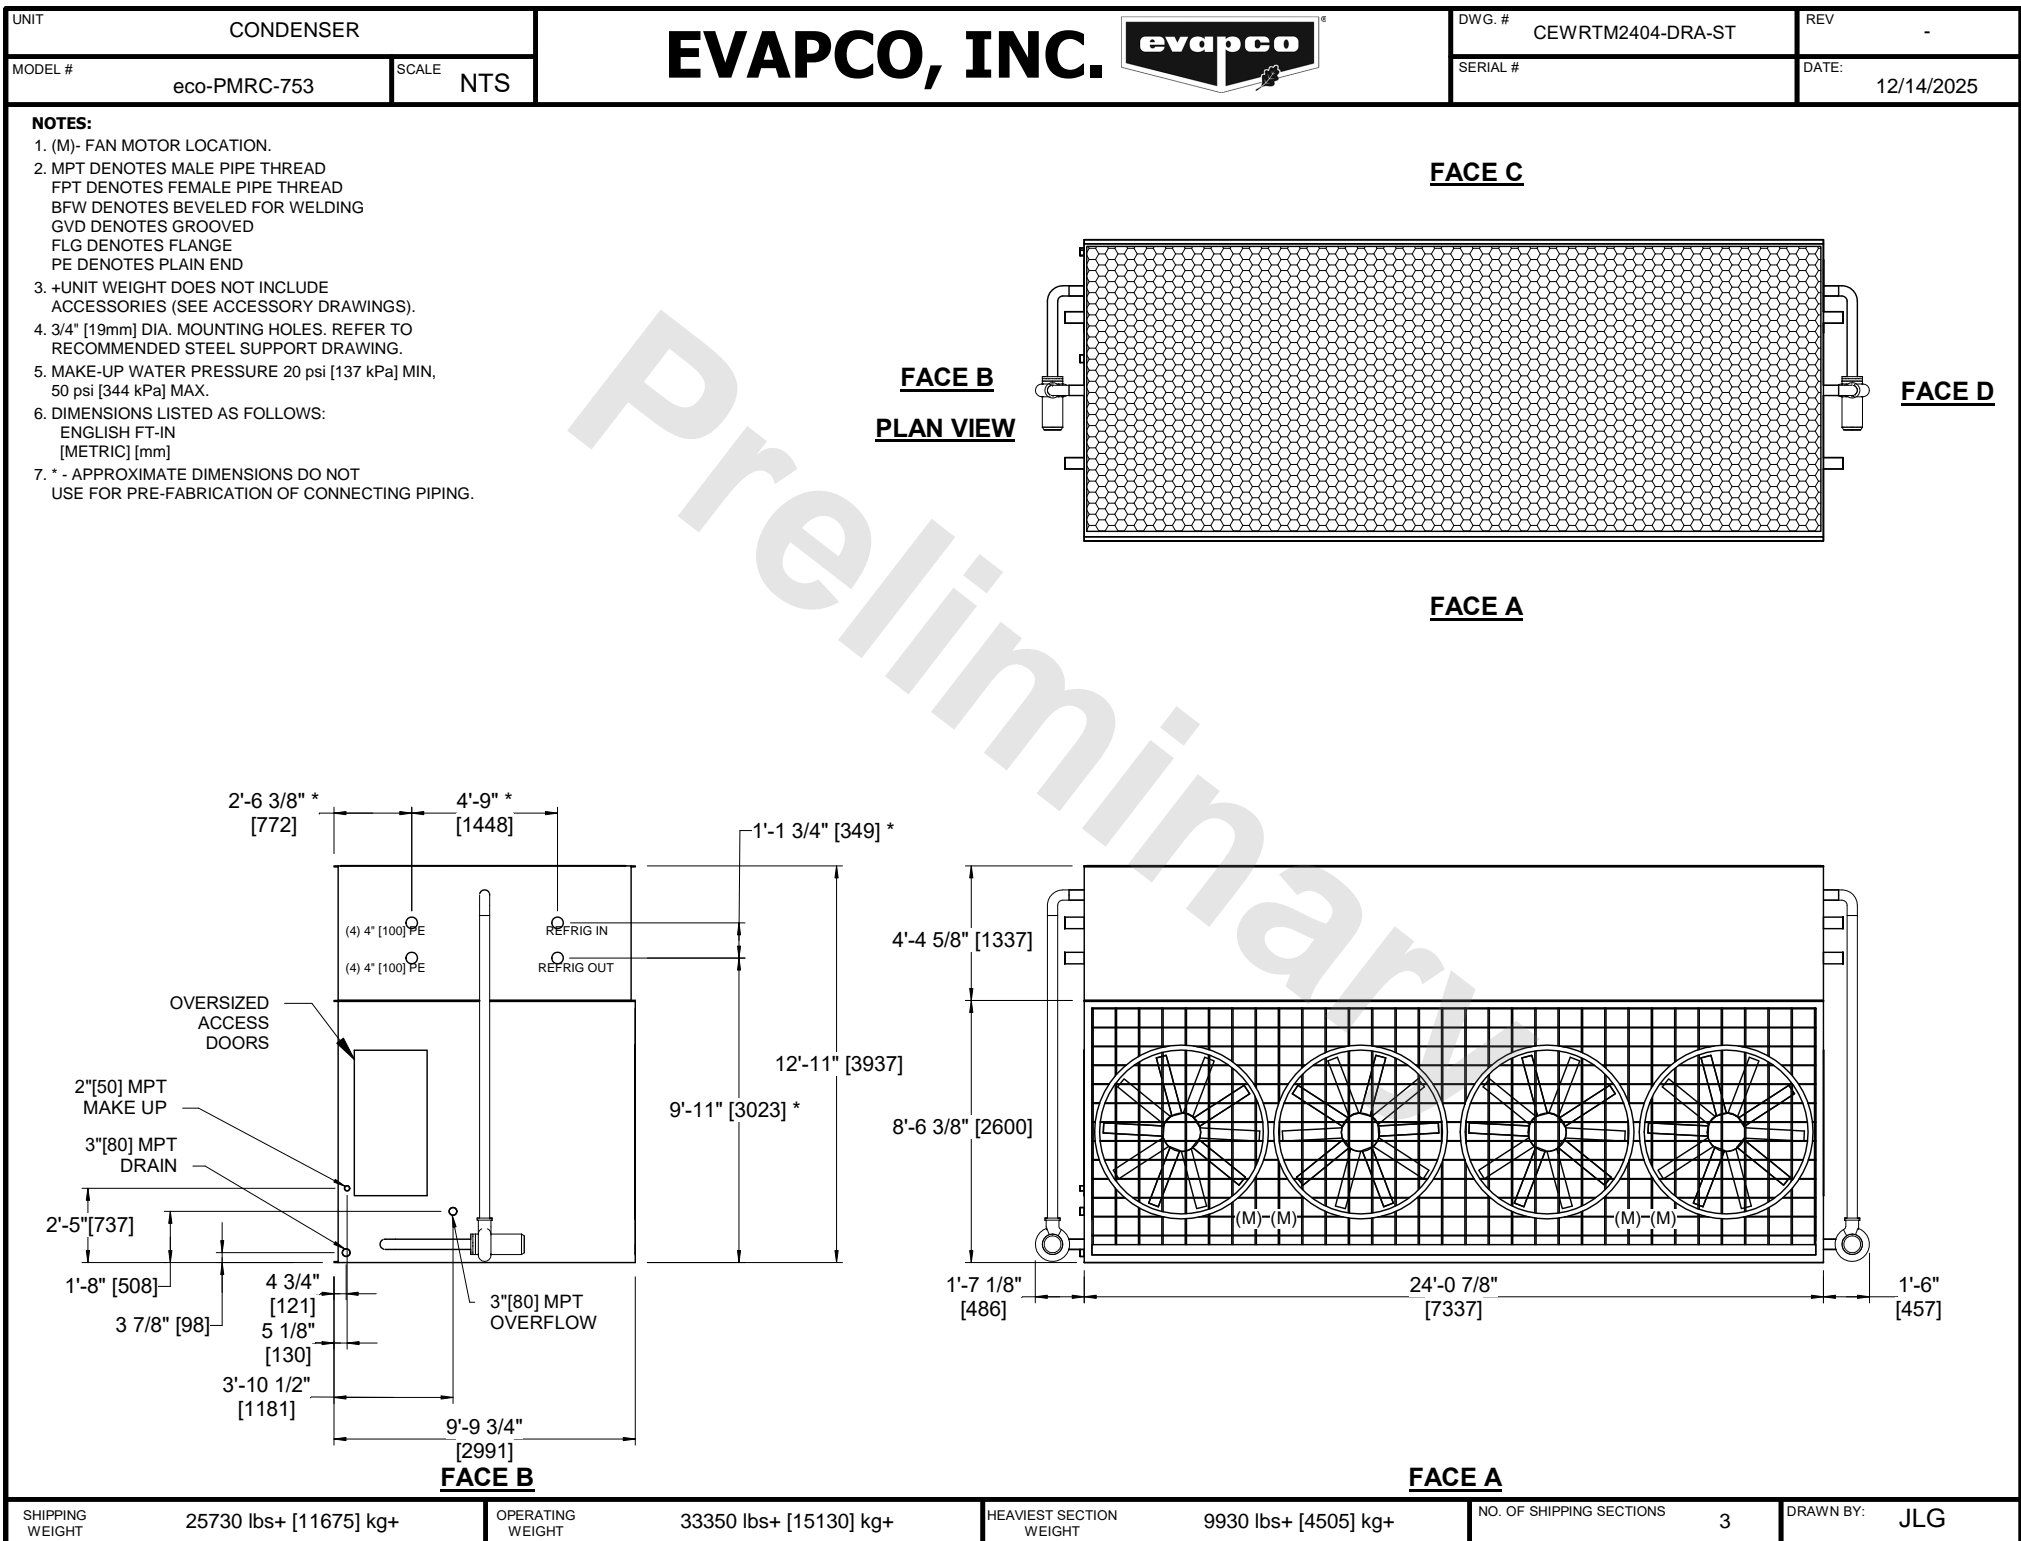 UNIT
CONDENSER
MODEL #
eco-PMRC-753
SCALE
NTS
EVAPCO, INC.
evapco
®
DWG. #
CEWRTM2404-DRA-ST
REV
-
SERIAL #
DATE:
12/14/2025
NOTES:
1. (M)- FAN MOTOR LOCATION.
2. MPT DENOTES MALE PIPE THREAD
FPT DENOTES FEMALE PIPE THREAD
BFW DENOTES BEVELED FOR WELDING
GVD DENOTES GROOVED
FLG DENOTES FLANGE
PE DENOTES PLAIN END
3. +UNIT WEIGHT DOES NOT INCLUDE
ACCESSORIES (SEE ACCESSORY DRAWINGS).
4. 3/4" [19mm] DIA. MOUNTING HOLES. REFER TO
RECOMMENDED STEEL SUPPORT DRAWING.
5. MAKE-UP WATER PRESSURE 20 psi [137 kPa] MIN,
50 psi [344 kPa] MAX.
6. DIMENSIONS LISTED AS FOLLOWS:
ENGLISH FT-IN
[METRIC] [mm]
7. * - APPROXIMATE DIMENSIONS DO NOT
USE FOR PRE-FABRICATION OF CONNECTING PIPING.
Preliminary
FACE C
FACE B
PLAN VIEW
FACE D
FACE A
2'-6 3/8" *
[772]
4'-9" *
[1448]
1'-1 3/4" [349] *
(4) 4" [100] PE
REFRIG IN
(4) 4" [100] PE
REFRIG OUT
OVERSIZED
ACCESS
DOORS
2"[50] MPT
MAKE UP
3"[80] MPT
DRAIN
2'-5"[737]
1'-8" [508]
3 7/8" [98]
4 3/4"
[121]
5 1/8"
[130]
3'-10 1/2"
[1181]
9'-9 3/4"
[2991]
3"[80] MPT
OVERFLOW
12'-11" [3937]
9'-11" [3023] *
FACE B
4'-4 5/8" [1337]
8'-6 3/8" [2600]
(M) (M)
(M) (M)
1'-7 1/8"
[486]
24'-0 7/8"
[7337]
1'-6"
[457]
FACE A
SHIPPING
WEIGHT
25730 lbs+ [11675] kg+
OPERATING
WEIGHT
33350 lbs+ [15130] kg+
HEAVIEST SECTION
WEIGHT
9930 lbs+ [4505] kg+
NO. OF SHIPPING SECTIONS
3
DRAWN BY:
JLG